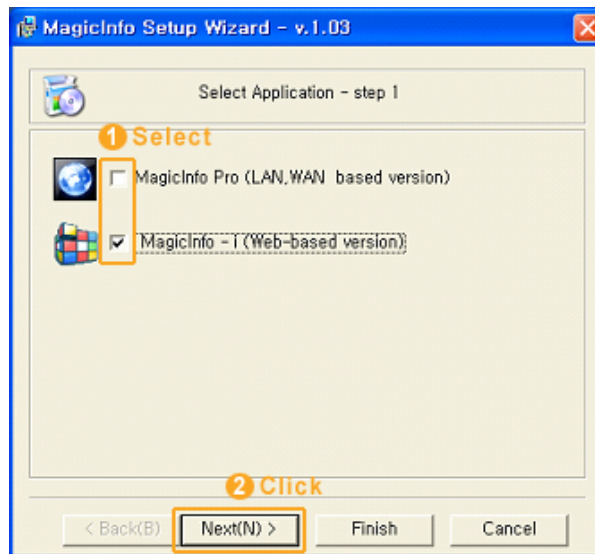 MagicInfo Setup Wizard - v.1.03
Select Application - step 1
1 Select
MagicInfo Pro (LAN,WAN based version)
MagicInfo - i (Web-based version)
2 Click
< Back(B)
Next(N) >
Finish
Cancel